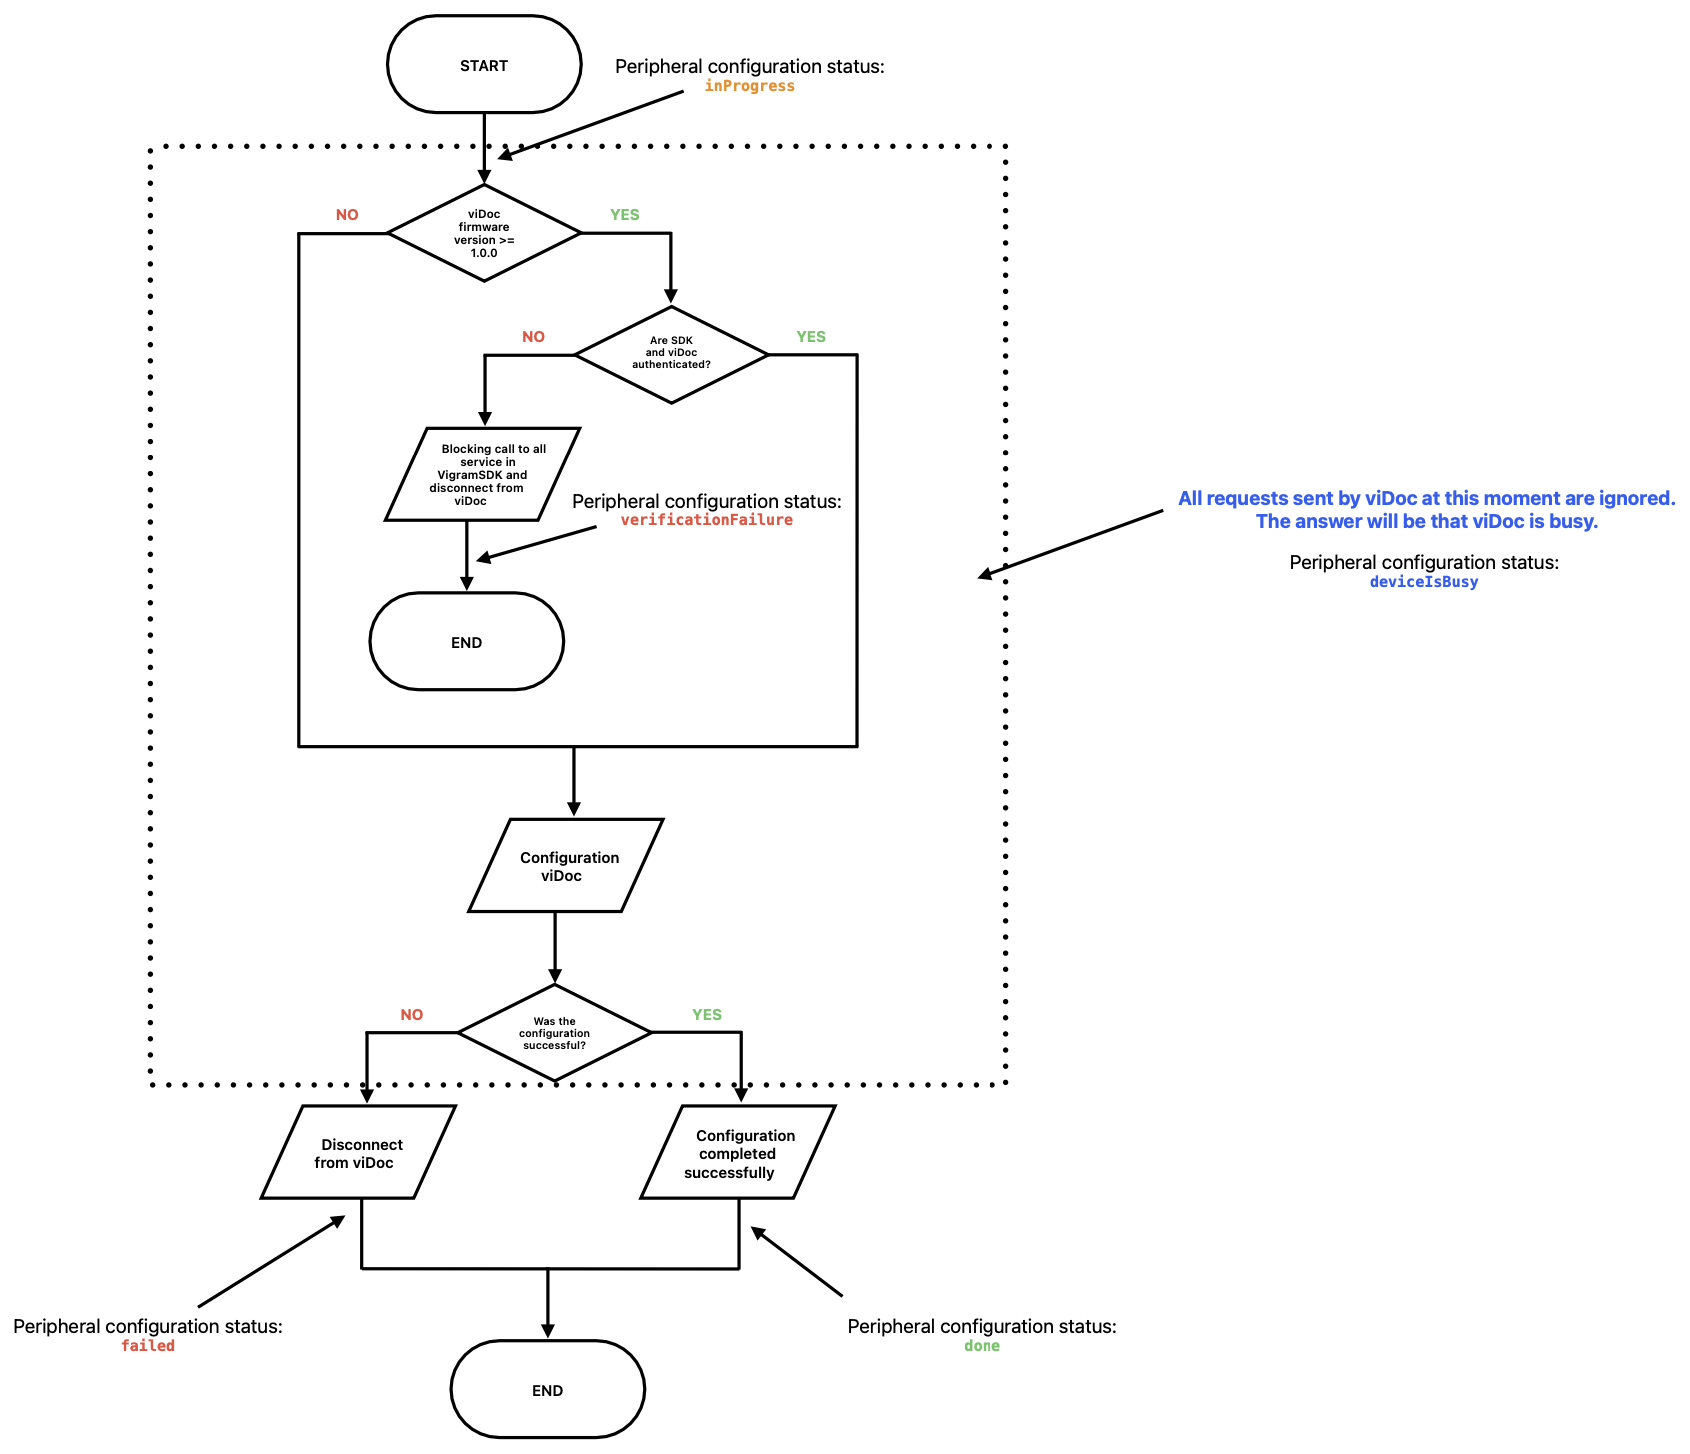 START
Peripheral configuration status:
inProgress
NO
YES
viDoc
firmware
version >=
1.0.0
NO
YES
Are SDK
and viDoc
authenticated?
Blocking call to all
service in
VigramSDK and
disconnect from
viDoc
Peripheral configuration status:
verificationFailure
All requests sent by viDoc at this moment are ignored.
The answer will be that viDoc is busy.
Peripheral configuration status:
deviceIsBusy
END
Configuration
viDoc
NO
YES
Was the
configuration
successful?
Disconnect
from viDoc
Configuration
completed
successfully
Peripheral configuration status:
failed
Peripheral configuration status:
done
END